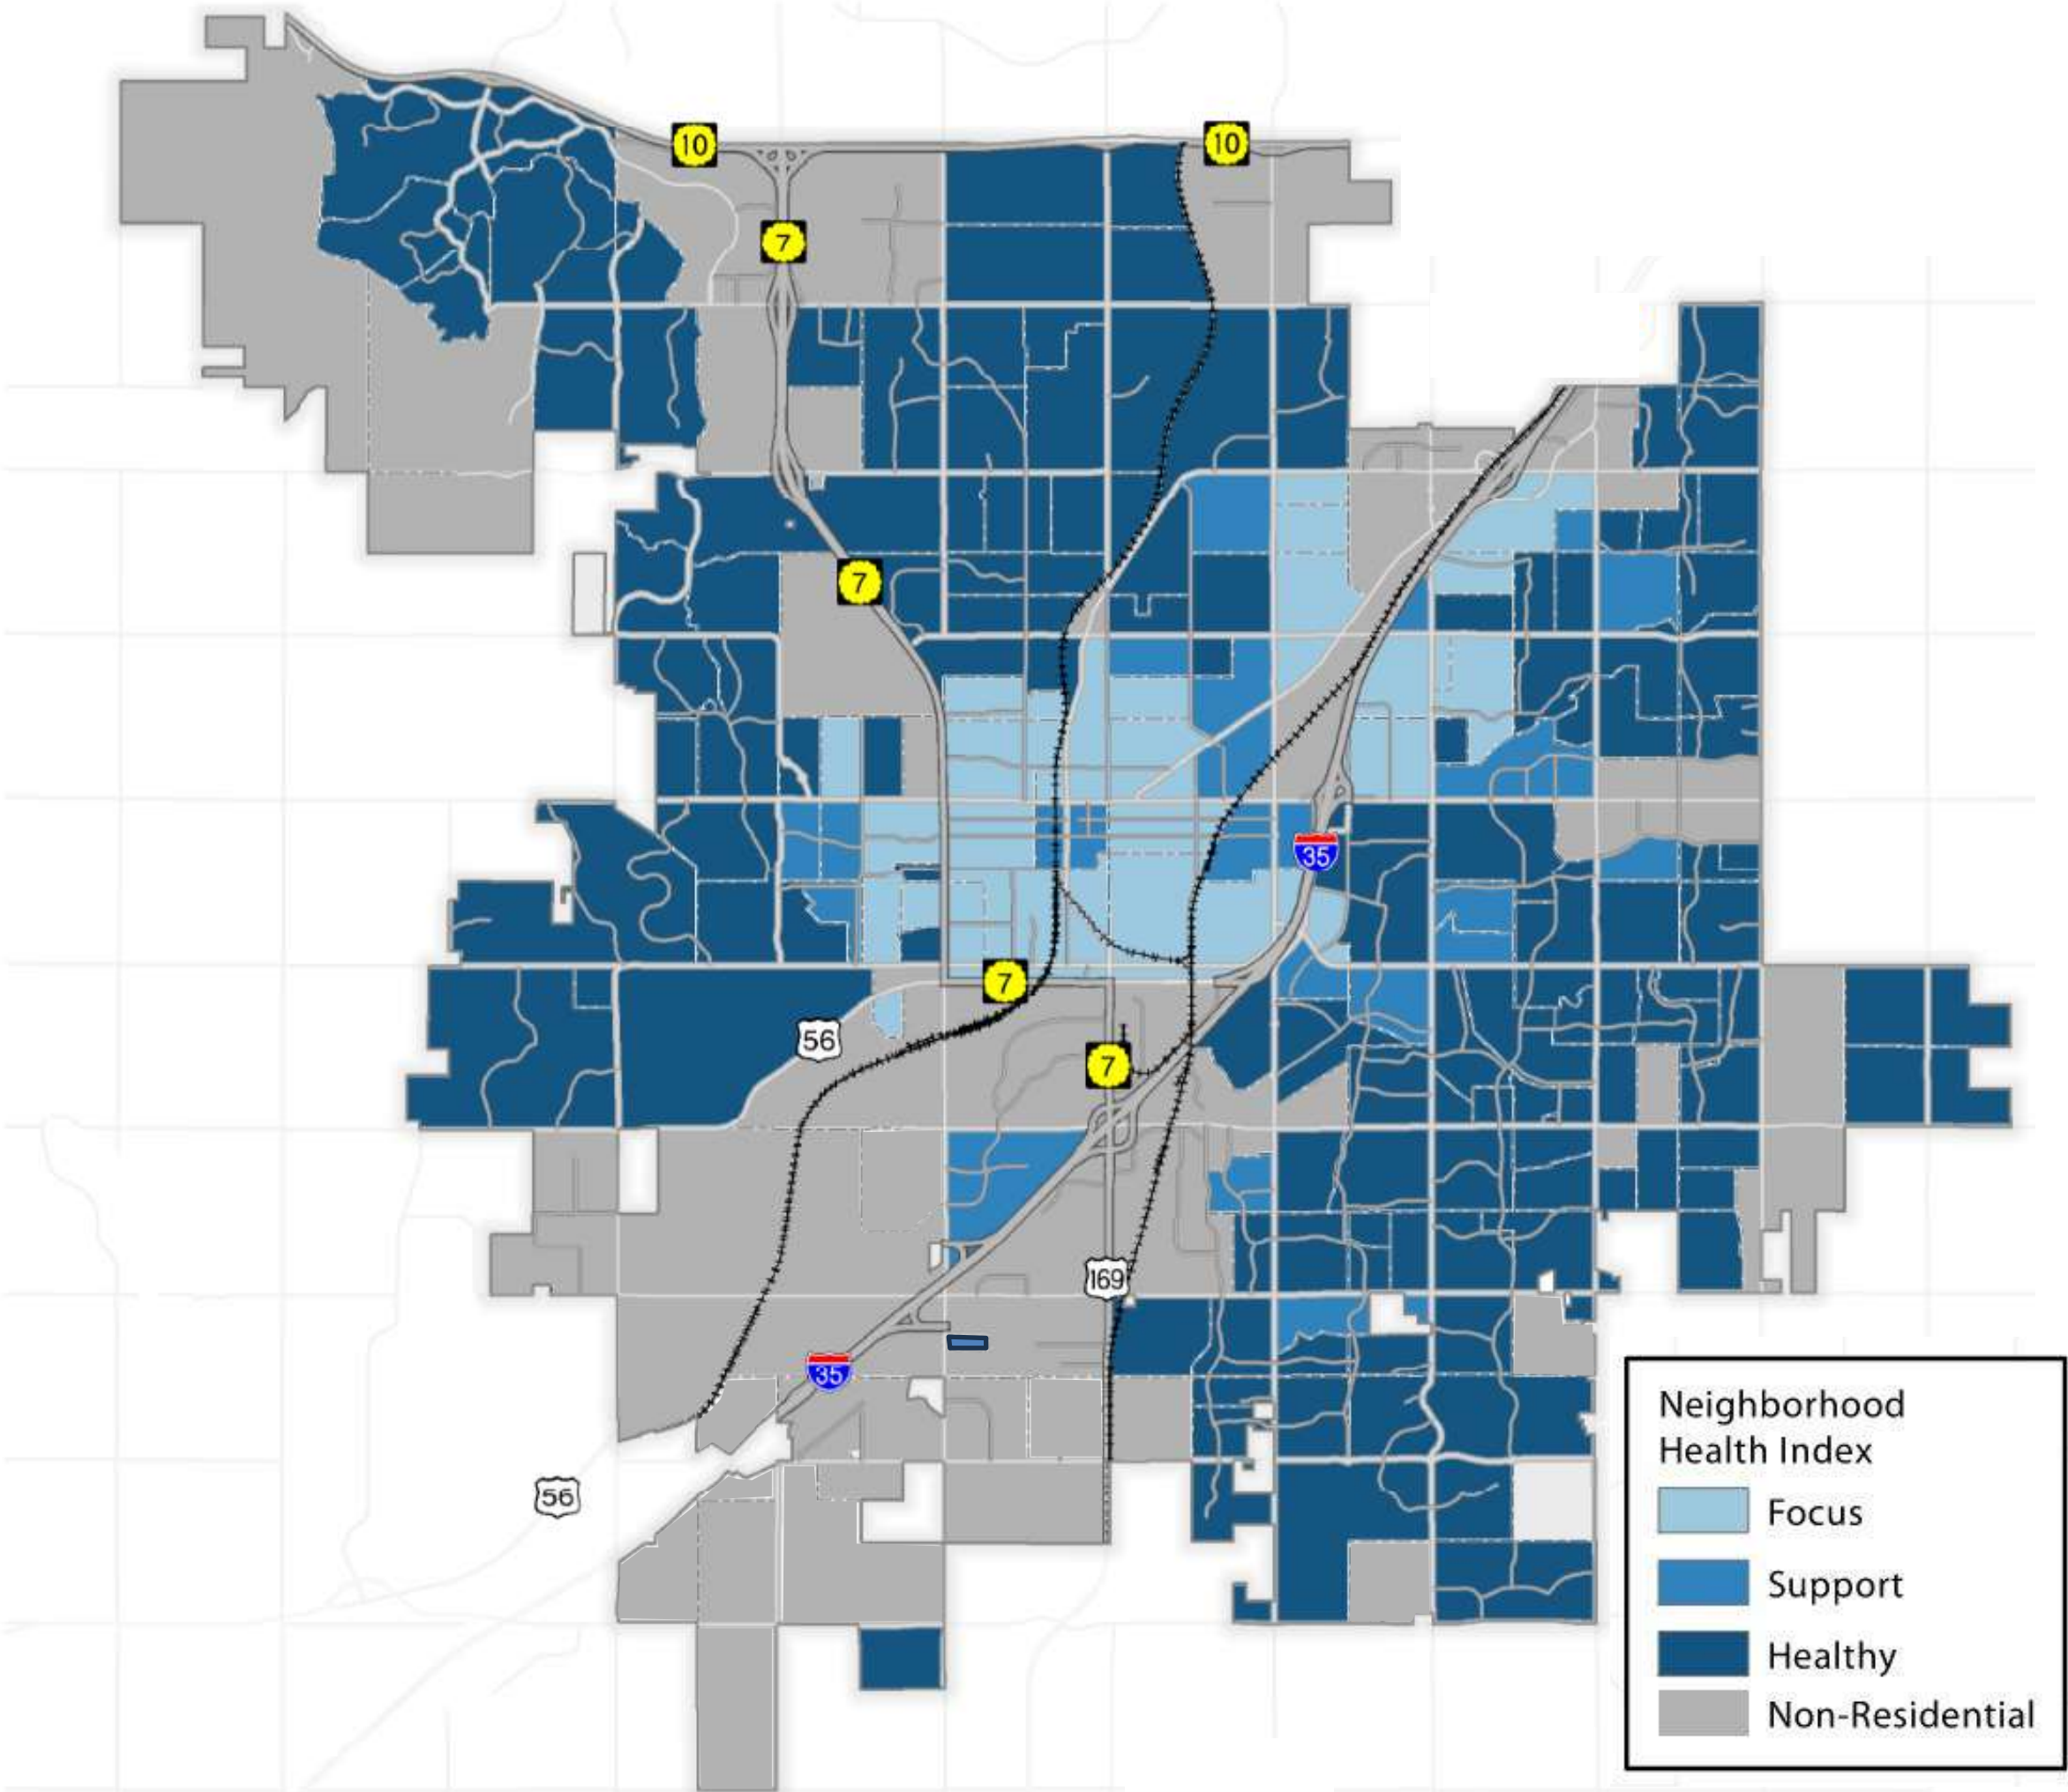 10
10
7
7
35
7
56
7
169
35
56
Neighborhood
Health Index
Focus
Support
Healthy
Non-Residential